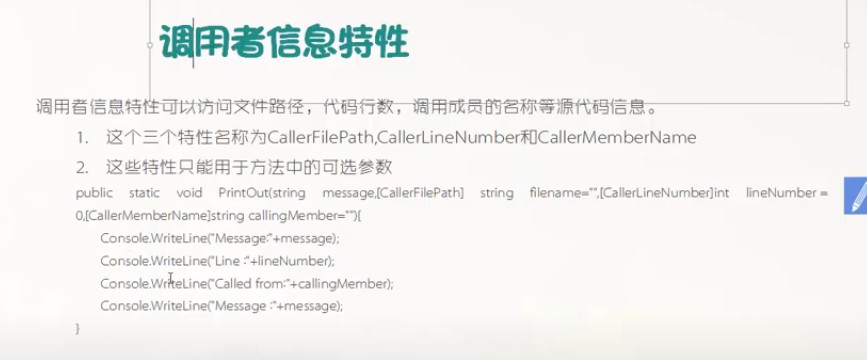 调用者信息特性
调用者信息特性可以访问文件路径，代码行数，调用成员的名称等源代码信息。
1. 这个三个特性名称为CallerFilePath,CallerLineNumber和CallerMemberName
2. 这些特性只能用于方法中的可选参数
public static void PrintOut(string message,[CallerFilePath] string filename="",[CallerLineNumber]int lineNumber =
0,[CallerMemberName]string callingMember=""){
Console.WriteLine("Message:"+message);
Console.WriteLine("Line :"+lineNumber);
Console.WriteLine("Called from:"+callingMember);
Console.WriteLine("Message :"+message);
}